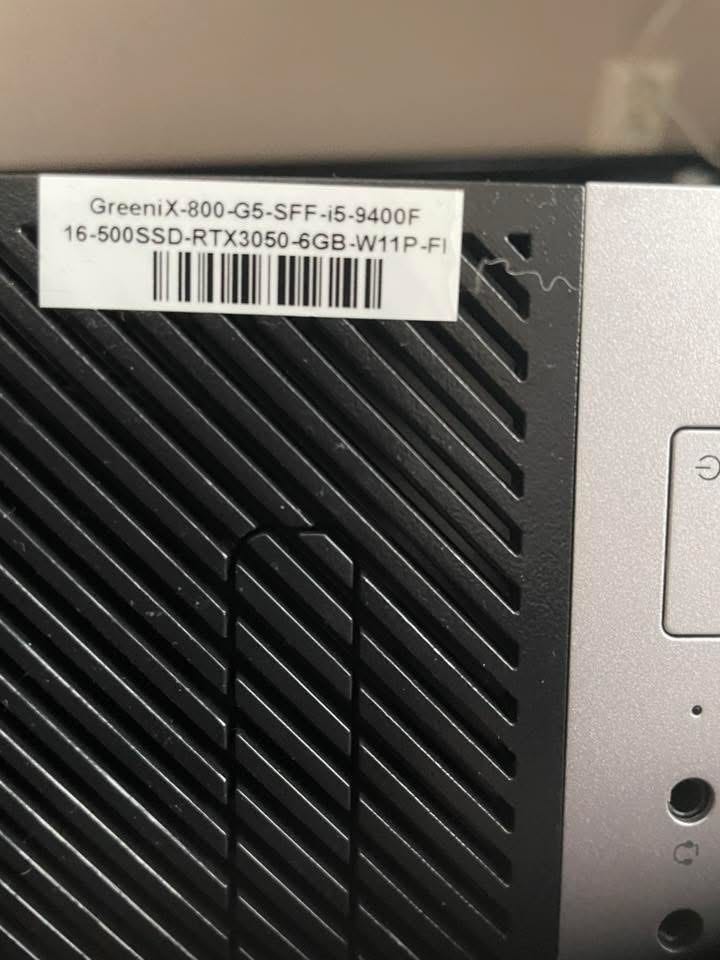 GreeniX-800-G5-SFF-i5-9400F
16-500SSD-RTX3050-6GB-W11P-FI